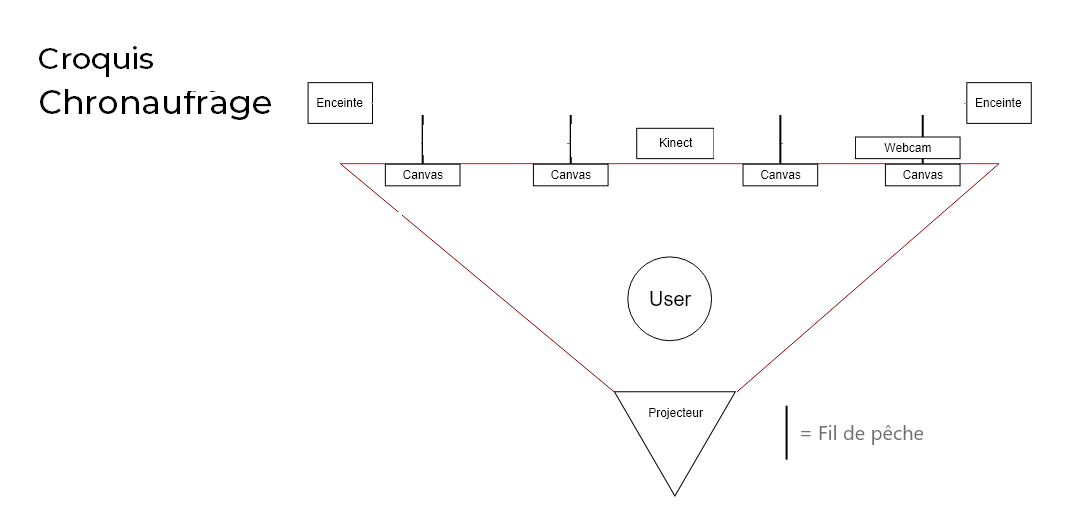 Croquis
Chronaufrage
Enceinte
Enceinte
Kinect
Webcam
Canvas
Canvas
Canvas
Canvas
User
Projecteur
= Fil de pêche